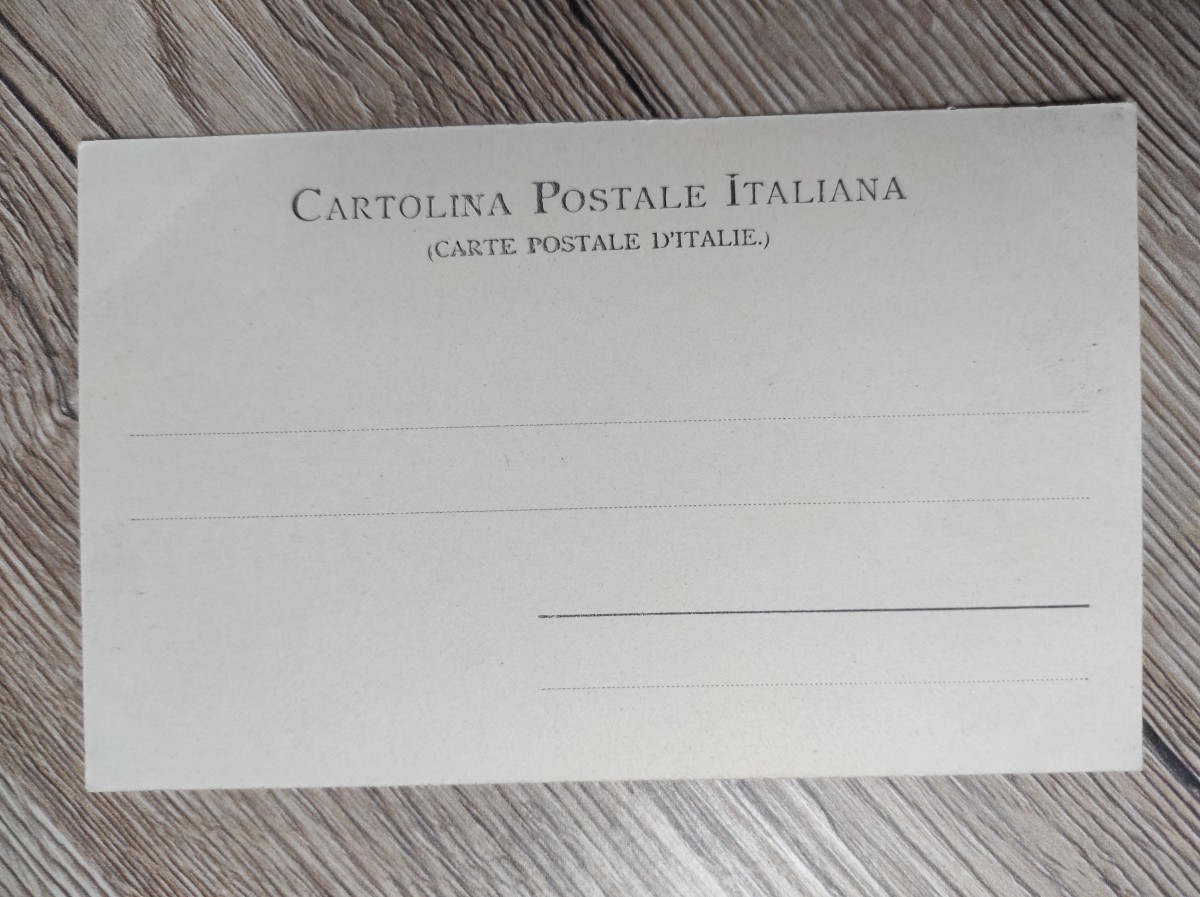 CARTOLINA POSTALE ITALIANA
(CARTE POSTALE D'ITALIE.)